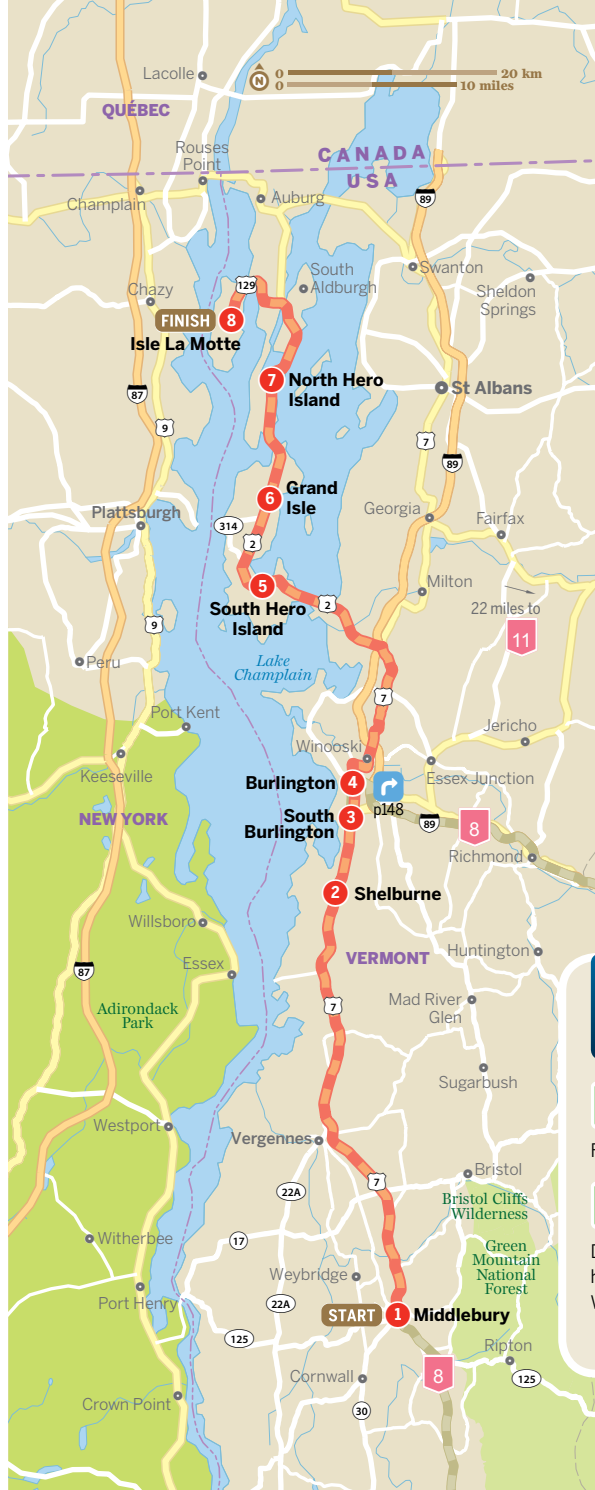 Lacolle
N
0
20 km
0
10 miles
QUÉBEC
Rouses
Point
CANADA
USA
Champlain
Auburg
89
129
South
Aldburgh
Swanton
Sheldon
Springs
Chazy
FINISH
8
Isle La Motte
7
North Hero
Island
St Albans
87
9
7
89
6
Grand
Isle
Plattsburgh
314
2
Georgia
Fairfax
5
South Hero
Island
2
Milton
22 miles to
11
9
Lake
Champlain
Peru
7
Port Kent
Jericho
Winooski
Keeseville
Burlington
4
Essex Junction
p148
NEW YORK
South
Burlington
3
89
8
Richmond
2
Shelburne
Willsboro
VERMONT
Huntington
87
Essex
Mad River
Glen
7
Adirondack
Park
Sugarbush
Westport
Vergennes
7
Bristol
22A
Bristol Cliffs
Wilderness
Witherbee
17
Green
Mountain
National
Forest
Weybridge
Port Henry
22A
START
1
Middlebury
125
Ripton
8
125
Cornwall
Crown Point
30
F
D
h
W